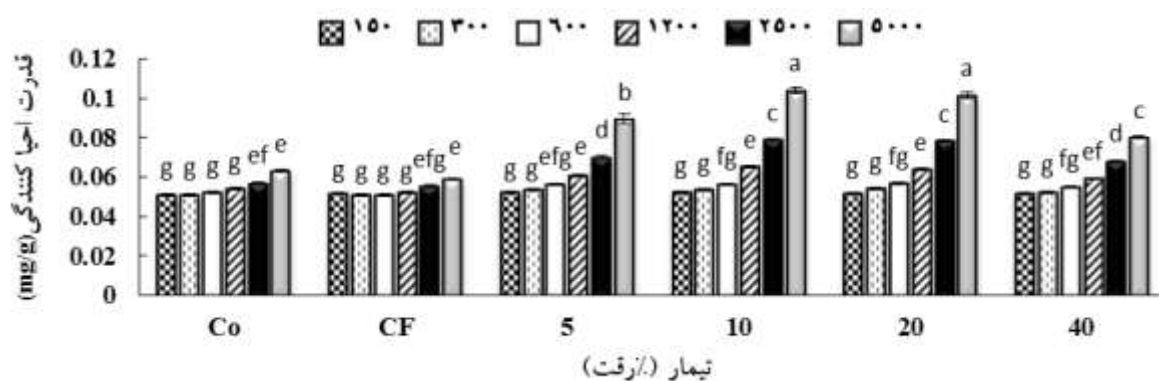 ۱۵۰ ۳۰۰ ۶۰۰ ۱۲۰۰ ۲۵۰۰ ۵۰۰۰
قدرت احیا کنندگی(mg/g)
0.12
0.1
0.08
0.06
0.04
0.02
0
g g g g ef e
g g g g efg e
g g efg e d b
g g fg e c a
g g fg e c a
g g fg ef d c
Co CF 5 10 20 40
تیمار (٪رقت)